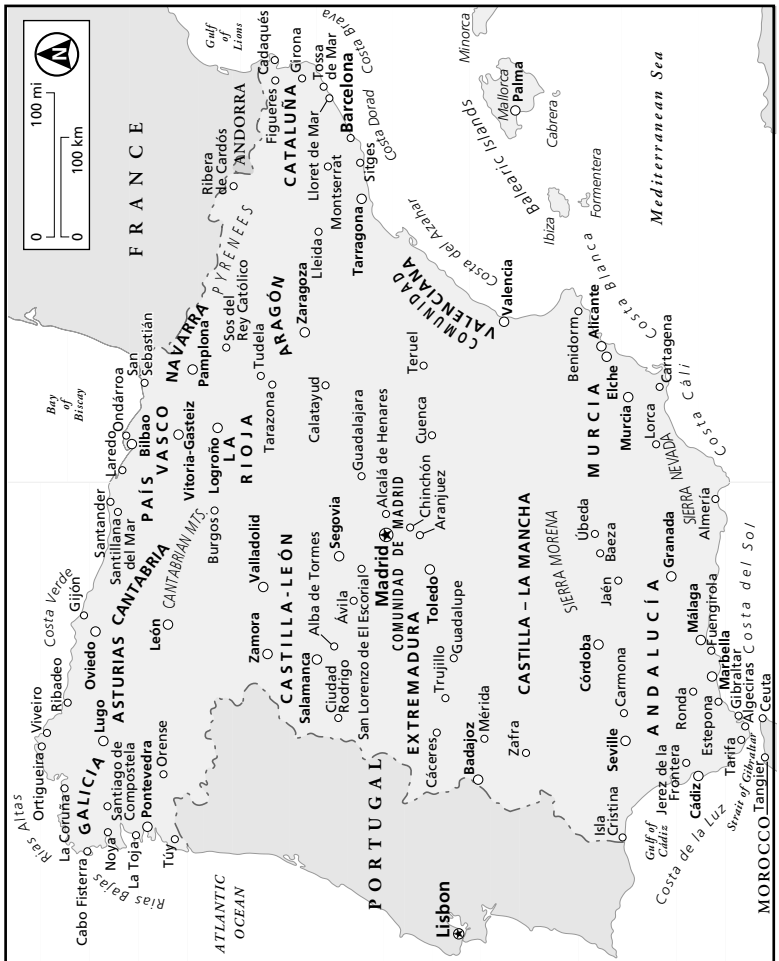 0
100 mi
0
100 km
N
Gulf
of
Lions
Bay
of
Biscay
FRANCE
ANDORRA
PYRENEES
Rías Altas
Ortigueira
Viveiro
Ribadeo
Costa Verde
Gijón
Santander
Laredo
Ondárroa
San
Sebastián
La Coruña
Cabo Fisterra
GALICIA
Lugo
Oviedo
ASTURIAS
CANTABRIA
Santillana
del Mar
Bilbao
PAÍS
VASCO
NAVARRA
Pamplona
Noya
Santiago de
Compostela
La Toja
Pontevedra
Orense
Túy
Rías Bajas
León
CANTABRIAN MTS.
Vitoria-Gasteiz
Burgos
Logroño
LA
RIOJA
Sos del
Rey Católico
Tudela
Ribera
de Cardós
Cadaqués
Figueres
Girona
CATALUÑA
Tossa
de Mar
Lloret de Mar
Costa Brava
Barcelona
Montserrat
Sitges
Costa Dorad
Lleida
Tarragona
ARAGÓN
Zaragoza
Tarazona
Calatayud
ATLANTIC
OCEAN
Zamora
Valladolid
CASTILLA-LEÓN
Salamanca
Alba de Tormes
Segovia
Ciudad
Rodrigo
Ávila
San Lorenzo de El Escorial
Guadalajara
Alcalá de Henares
Madrid
COMUNIDAD DE MADRID
Chinchón
Aranjuez
Teruel
Cuenca
COMUNIDAD
VALENCIANA
Costa del Azahar
Valencia
PORTUGAL
Lisbon
EXTREMADURA
Cáceres
Trujillo
Guadalupe
Toledo
Badajoz
Mérida
Zafra
CASTILLA – LA MANCHA
Balearic Islands
Minorca
Mallorca
Palma
Cabrera
Ibiza
Formentera
Mediterranean Sea
SIERRA MORENA
Córdoba
Úbeda
Baeza
Jaén
MURCIA
Murcia
Benidorm
Alicante
Elche
Costa Blanca
Lorca
Cartagena
Costa Cáli
Isla
Cristina
Seville
Carmona
ANDALUCÍA
Granada
SIERRA
NEVADA
Almería
Gulf of
Cádiz
Jerez de la
Frontera
Cádiz
Costa de la Luz
Ronda
Estepona
Málaga
Fuengirola
Marbella
Gibraltar
Algeciras
Costa del Sol
Tarifa
Strait of Gibraltar
Tangier
Ceuta
MOROCCO